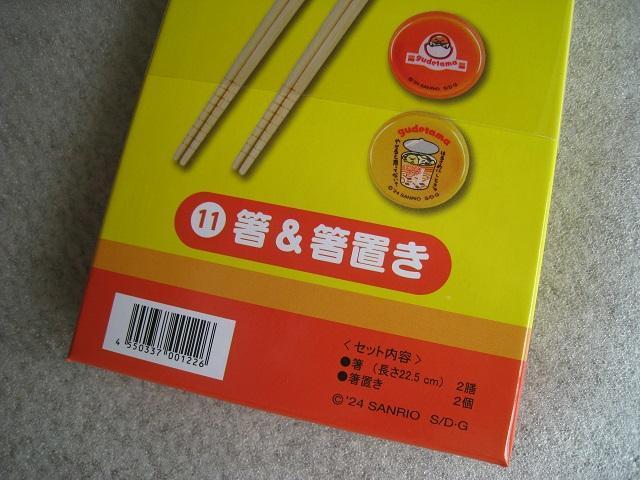 gudetama
©'24 SANRIO S/D·G
gudetama
©'24 SANRIO S/D·G
⑪ 箸＆箸置き
4 550337 001226
〈セット内容〉
●箸（長さ22.5 cm） 2膳
●箸置き 2個
©'24 SANRIO S/D·G